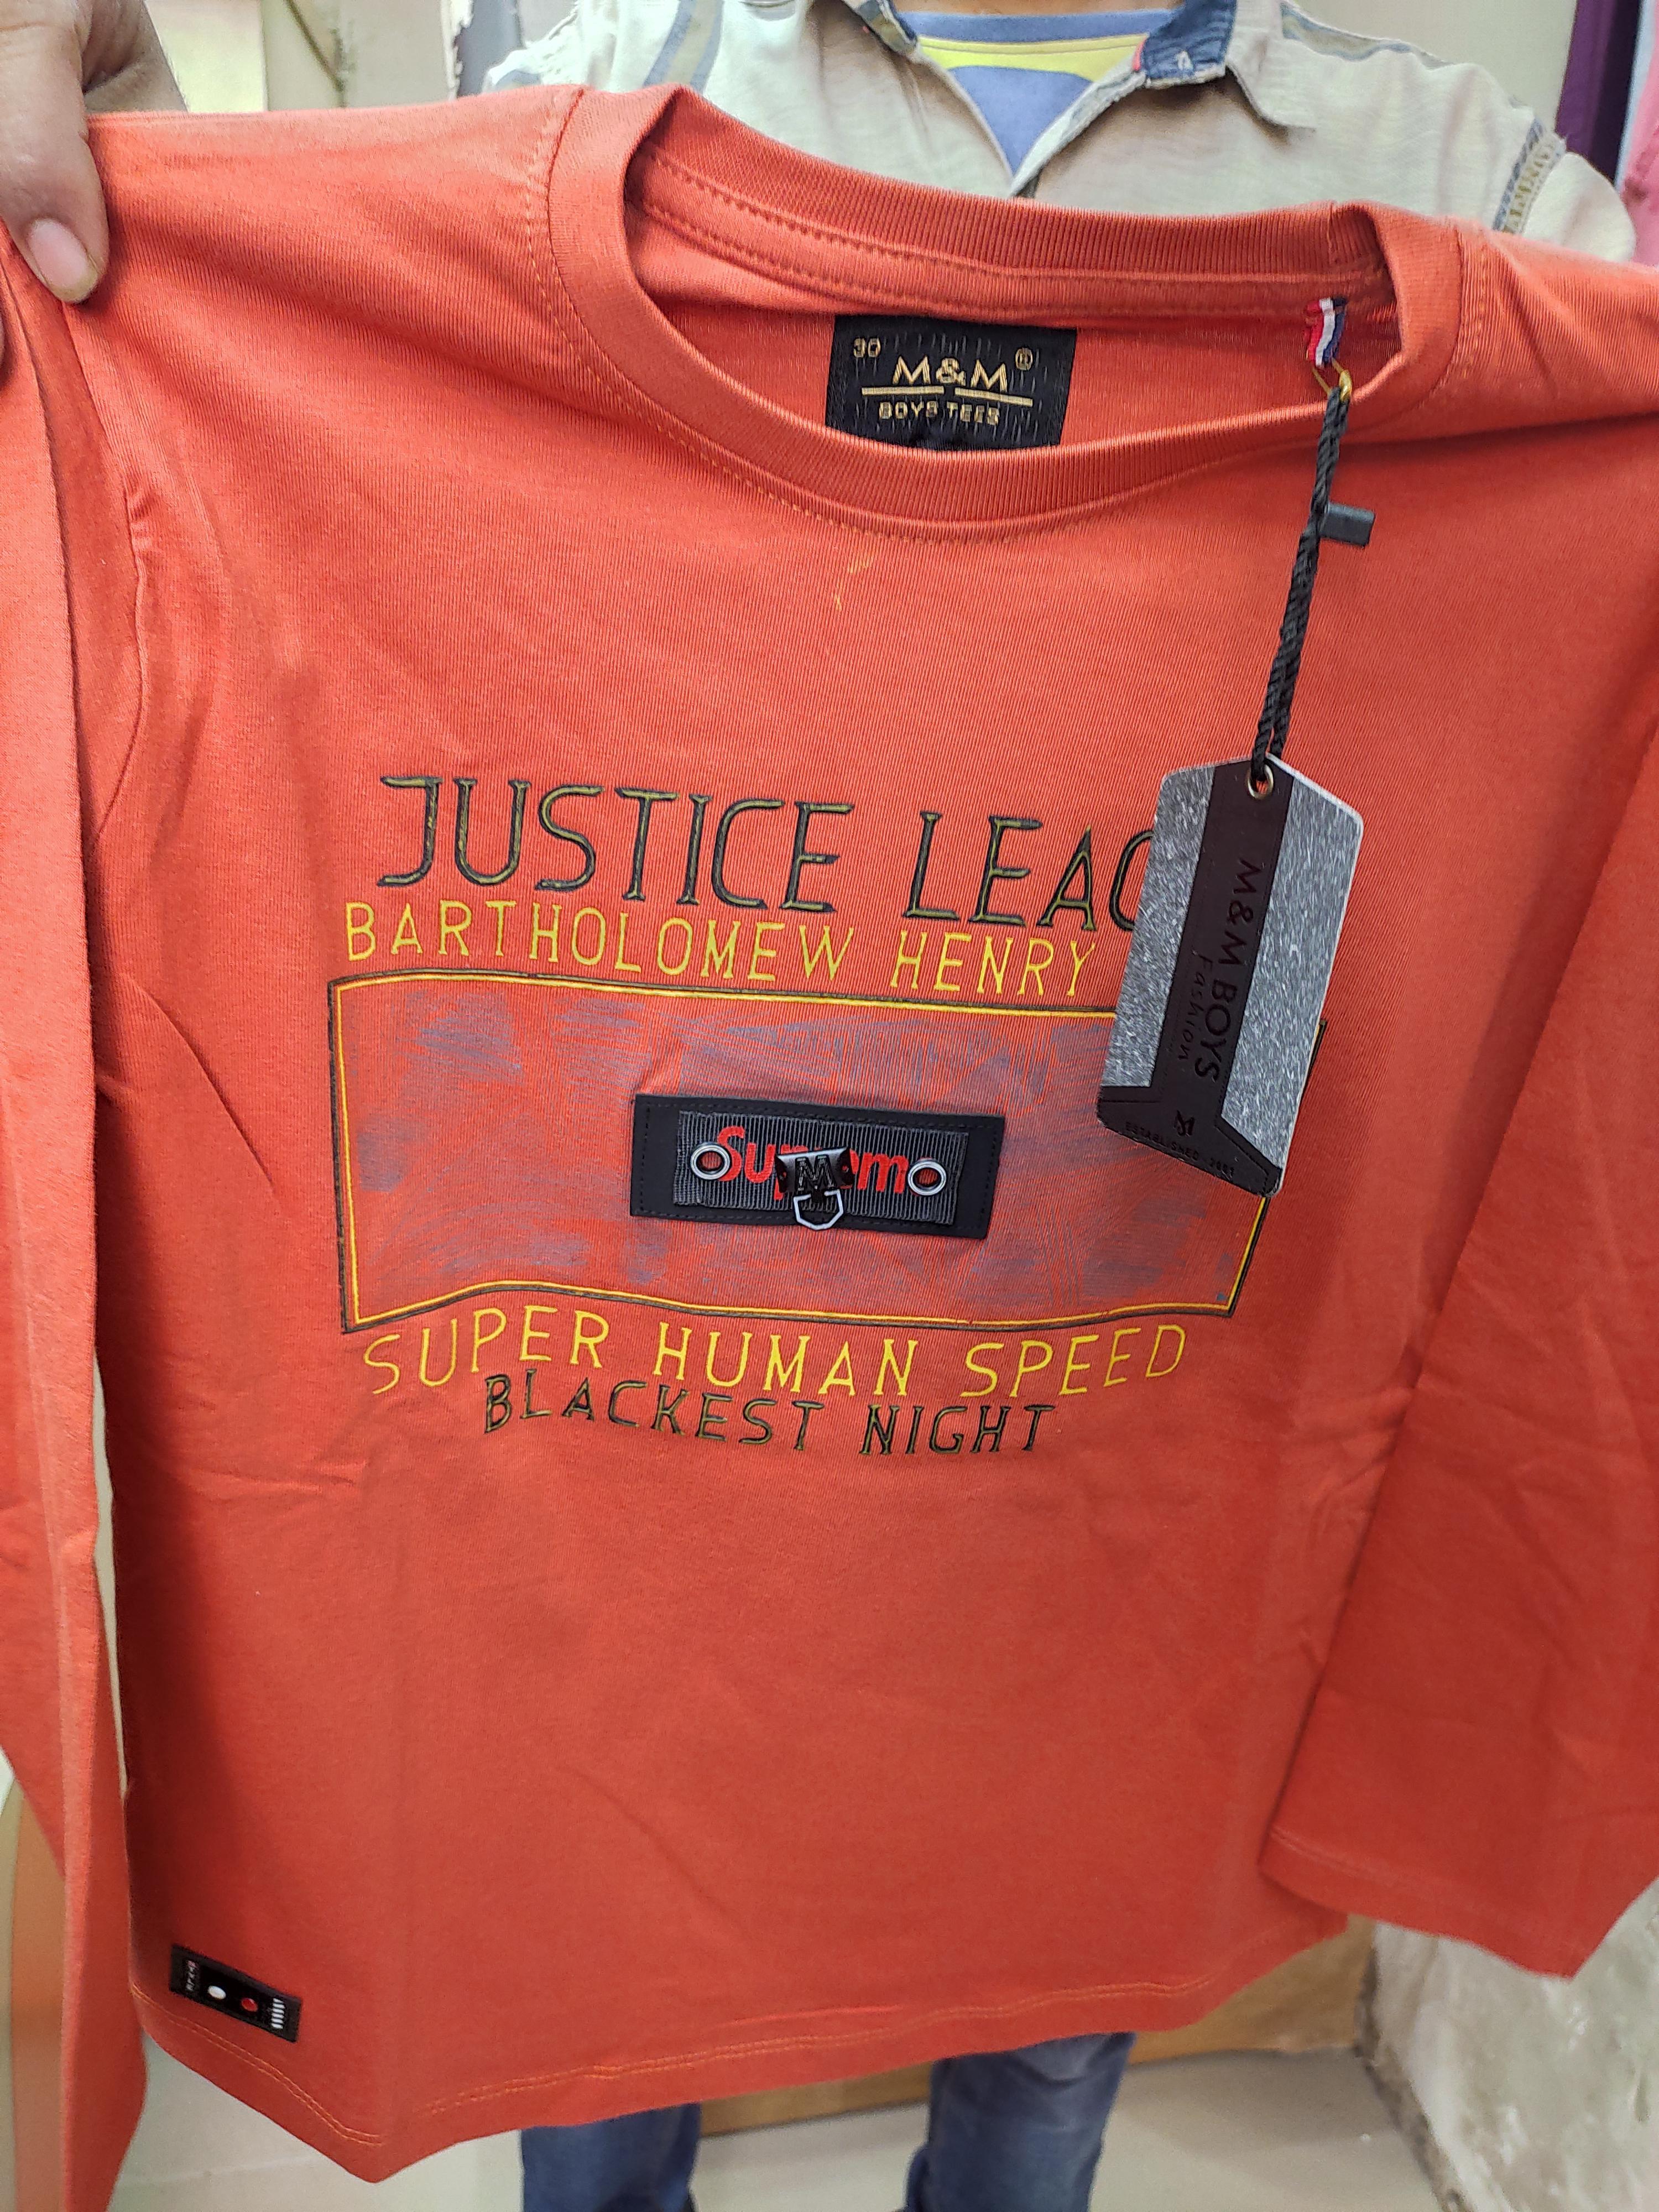 30
M&M®
BOYS TEES
JUSTICE LEAG
BARTHOLOMEW HENRY
M&M BOYS
Fashion
SUPER HUMAN SPEED
BLACKEST NIGHT